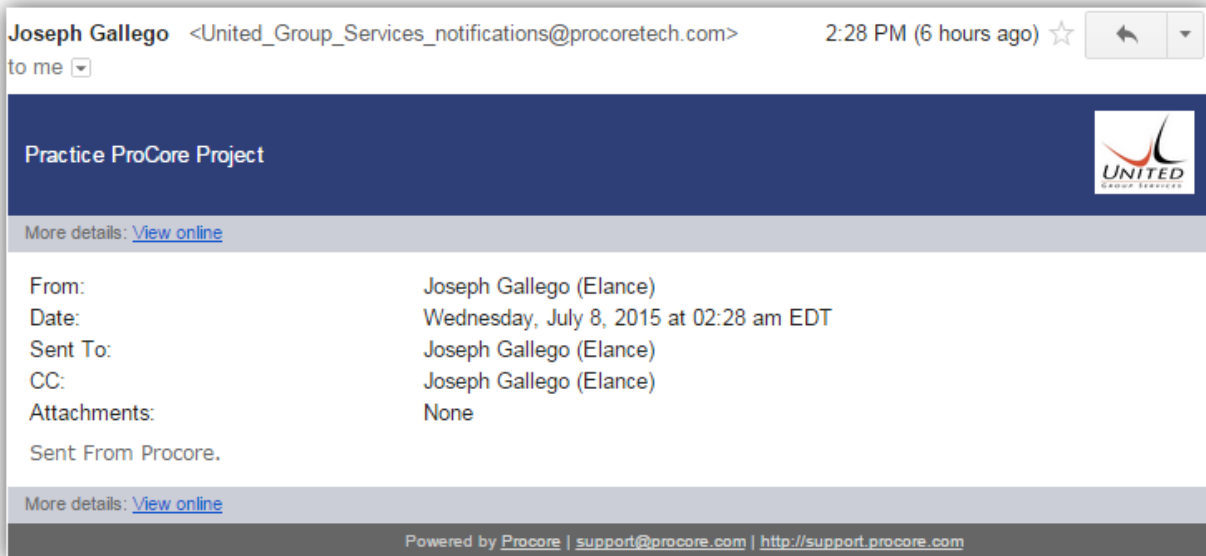 Joseph Gallego <United_Group_Services_notifications@procoretech.com> 2:28 PM (6 hours ago)
to me
Practice ProCore Project
UNITED
GROUP SERVICES
More details: View online
From: Joseph Gallego (Elance)
Date: Wednesday, July 8, 2015 at 02:28 am EDT
Sent To: Joseph Gallego (Elance)
CC: Joseph Gallego (Elance)
Attachments: None
Sent From Procore.
More details: View online
Powered by Procore | support@procore.com | http://support.procore.com